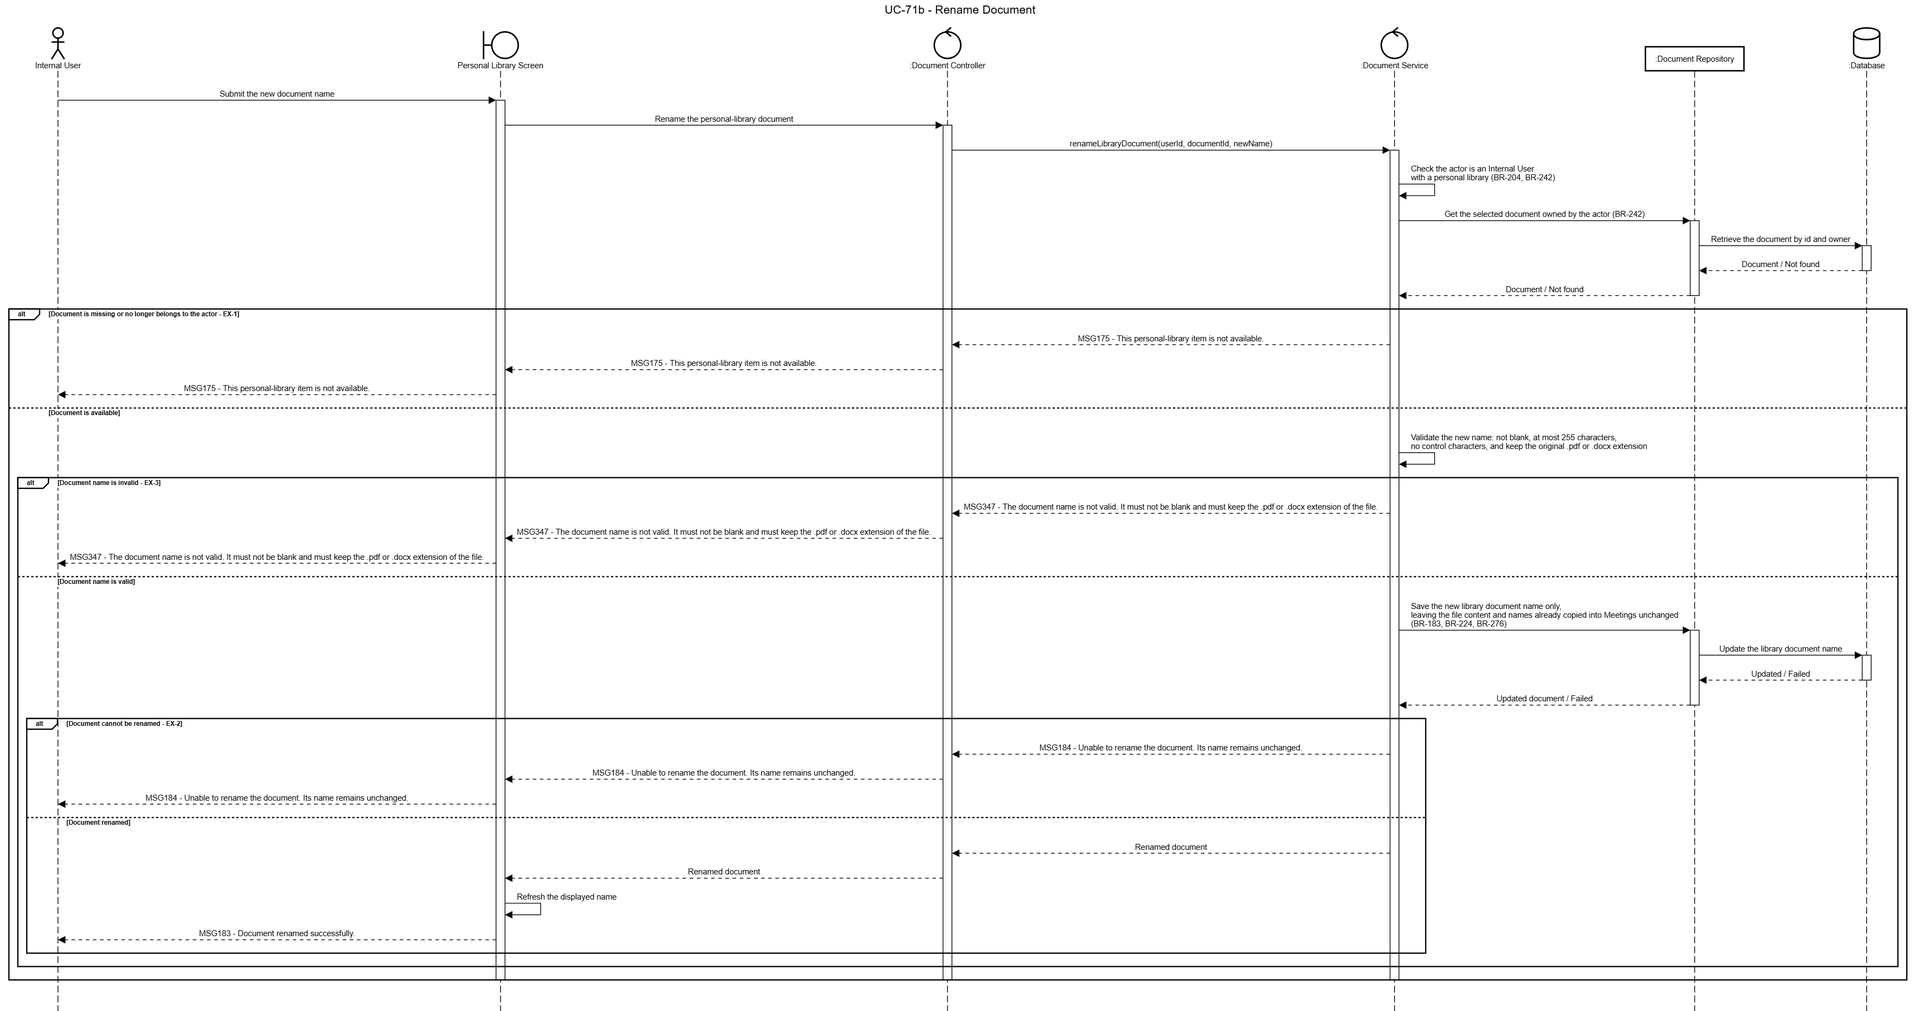 UC-71b - Rename Document
Internal User
Personal Library Screen
:Document Controller
:Document Service
:Document Repository
:Database
Submit the new document name
Rename the personal-library document
renameLibraryDocument(userId, documentId, newName)
Check the actor is an Internal User
with a personal library (BR-204, BR-242)
Get the selected document owned by the actor (BR-242)
Retrieve the document by id and owner
Document / Not found
Document / Not found
alt
[Document is missing or no longer belongs to the actor - EX-1]
MSG175 - This personal-library item is not available.
MSG175 - This personal-library item is not available.
MSG175 - This personal-library item is not available.
[Document is available]
Validate the new name: not blank, at most 255 characters,
no control characters, and keep the original .pdf or .docx extension
alt
[Document name is invalid - EX-3]
MSG347 - The document name is not valid. It must not be blank and must keep the .pdf or .docx extension of the file.
MSG347 - The document name is not valid. It must not be blank and must keep the .pdf or .docx extension of the file.
MSG347 - The document name is not valid. It must not be blank and must keep the .pdf or .docx extension of the file.
[Document name is valid]
Save the new library document name only,
leaving the file content and names already copied into Meetings unchanged
(BR-183, BR-224, BR-276)
Update the library document name
Updated / Failed
Updated document / Failed
alt
[Document cannot be renamed - EX-2]
MSG184 - Unable to rename the document. Its name remains unchanged.
MSG184 - Unable to rename the document. Its name remains unchanged.
MSG184 - Unable to rename the document. Its name remains unchanged.
[Document renamed]
Renamed document
Renamed document
Refresh the displayed name
MSG183 - Document renamed successfully.